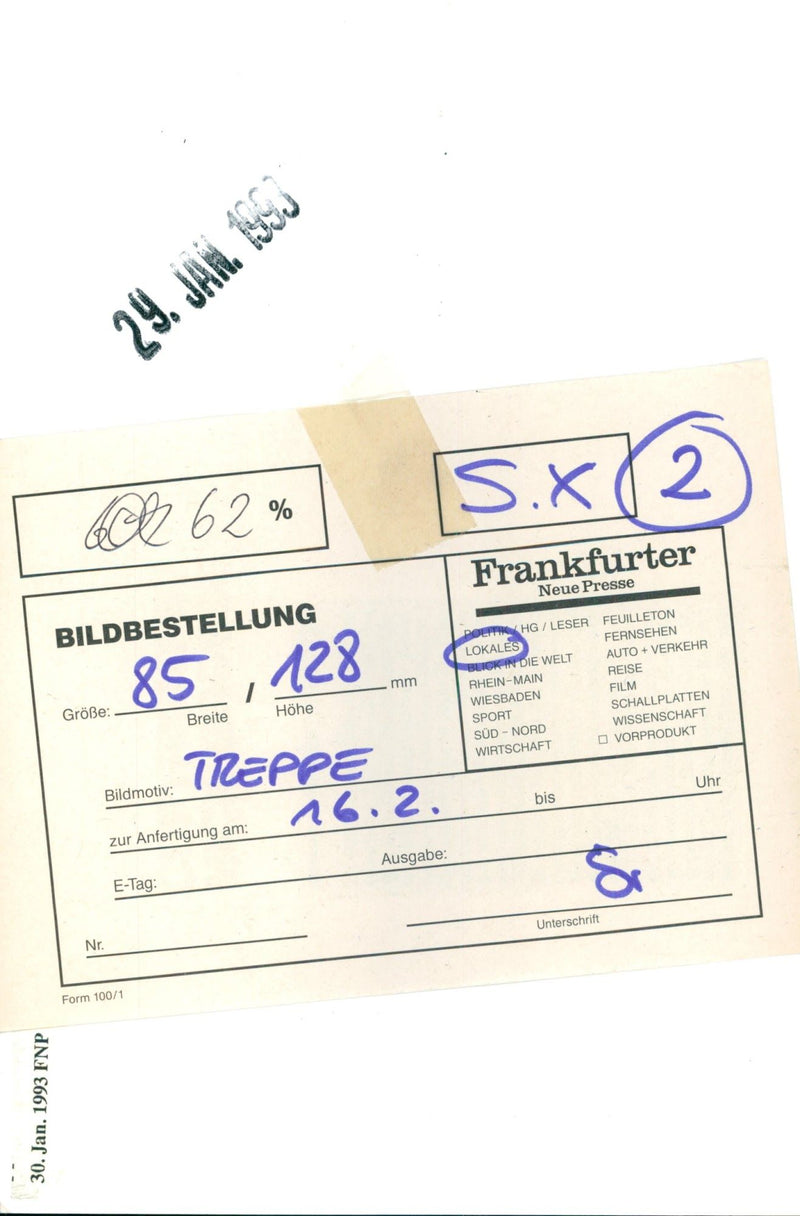 29. JAN. 1993
62 %
S.X 2
Frankfurter
Neue Presse
BILDBESTELLUNG
POLITIK / HG / LESER
LOKALES
BLICK IN DIE WELT
RHEIN-MAIN
WIESBADEN
SPORT
SÜD - NORD
WIRTSCHAFT
FEUILLETON
FERNSEHEN
AUTO + VERKEHR
REISE
FILM
SCHALLPLATTEN
WISSENSCHAFT
VORPRODUKT
Größe: 85 / 128 mm
Breite Höhe
Bildmotiv: TREPPE
zur Anfertigung am: 16.2. bis Uhr
E-Tag: Ausgabe:
Nr.
Unterschrift
Form 100/1
30. Jan. 1993 FNP